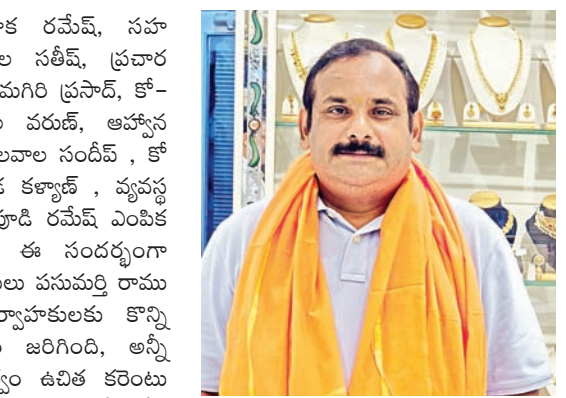 క రమేష్, సహ
ల సతీష్, ప్రచార
మగిరి ప్రసాద్, కో-
వరుణ్, ఆహ్వాన
లవాల సందీప్ , కో
కళ్యాణ్ , వ్యవస్థ
పూడి రమేష్ ఎంపిక
ఈ సందర్భంగా
లు పసుమర్తి రాము
ర్వాహకులకు కొన్ని
జరిగింది, అన్నీ
త్వం ఉచిత కరెంటు